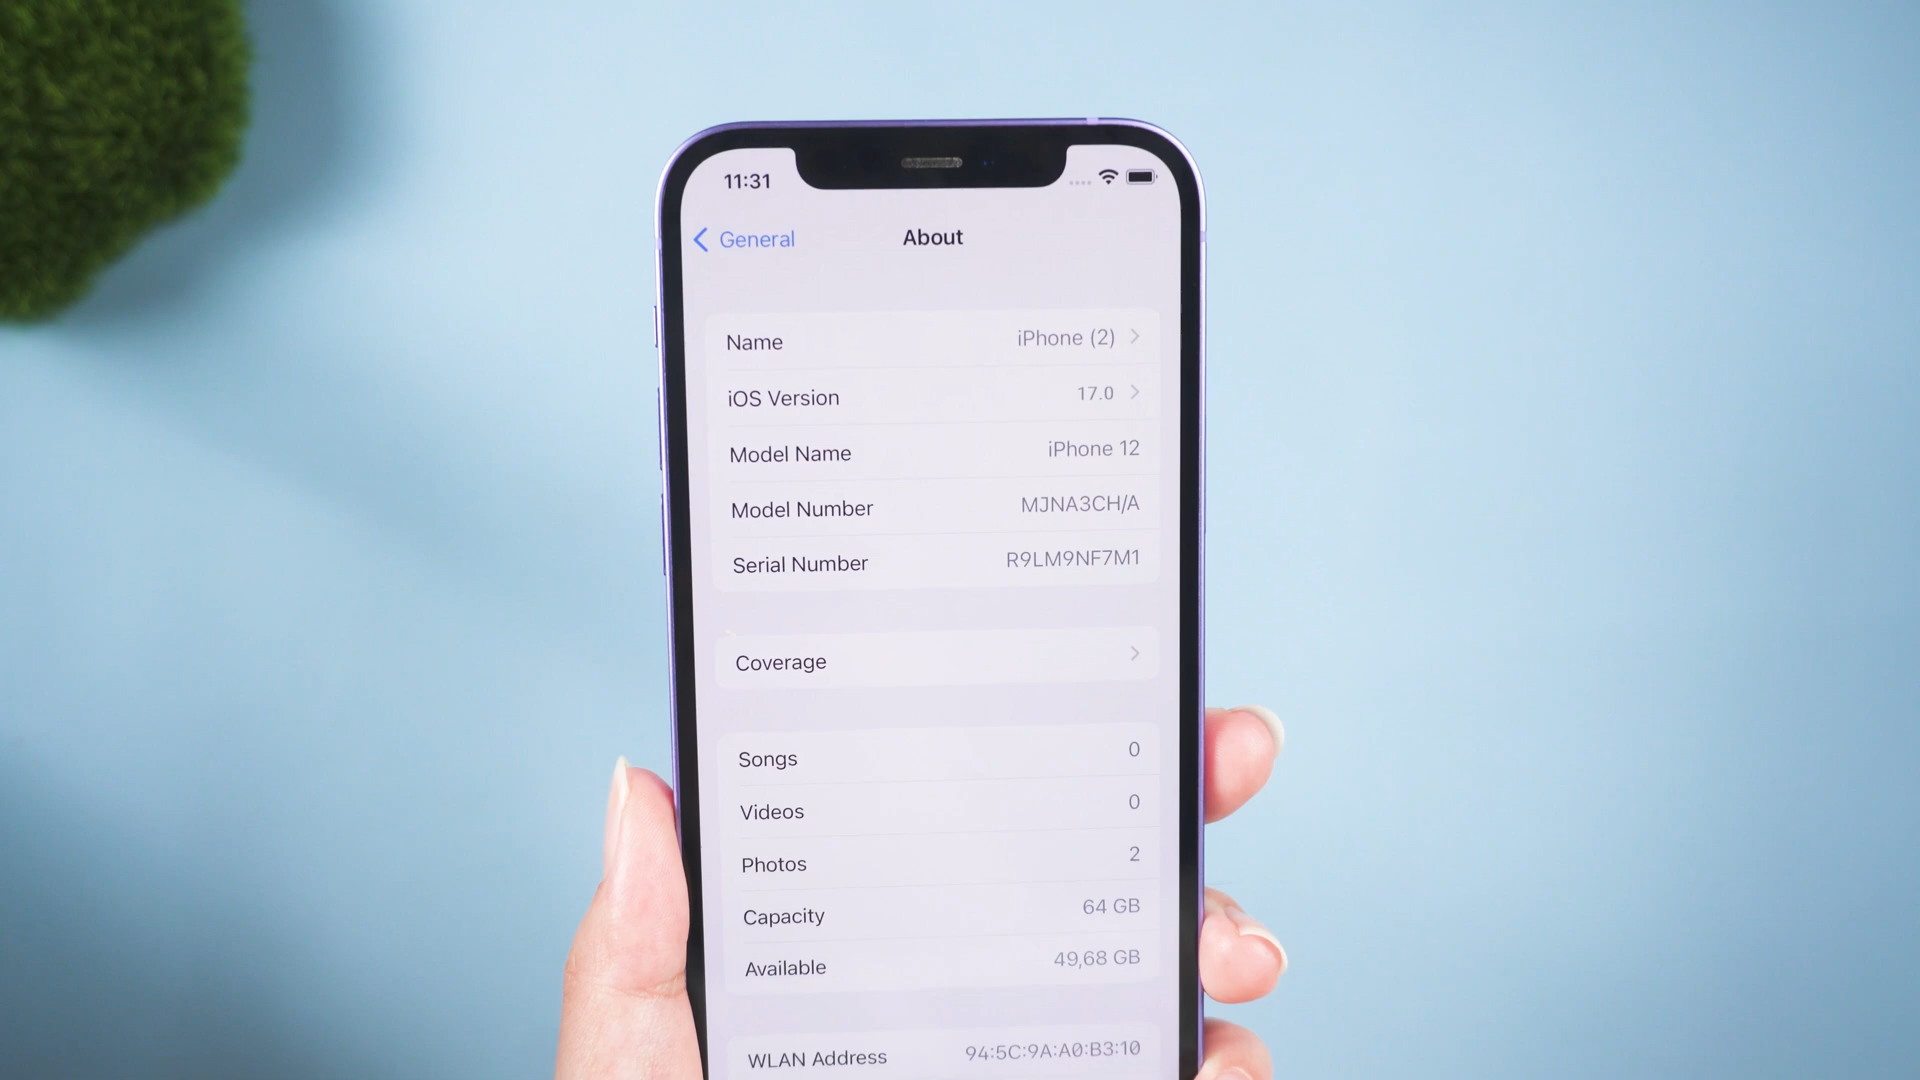 11:31
General
About
Name iPhone (2)
iOS Version 17.0
Model Name iPhone 12
Model Number MJNA3CH/A
Serial Number R9LM9NF7M1
Coverage
Songs 0
Videos 0
Photos 2
Capacity 64 GB
Available 49,68 GB
WLAN Address 94:5C:9A:A0:B3:10